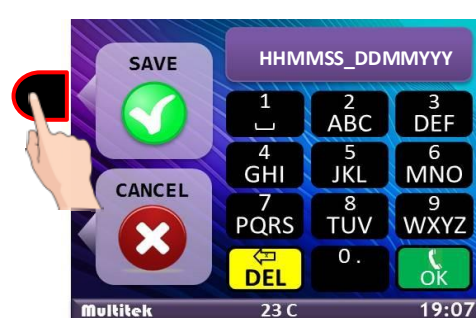 SAVE
HHMMSS_DDMMYYY
1
2
ABC
3
DEF
4
GHI
5
JKL
6
MNO
CANCEL
7
PQRS
8
TUV
9
WXYZ
DEL
0 .
OK
Multitek
23 C
19:07